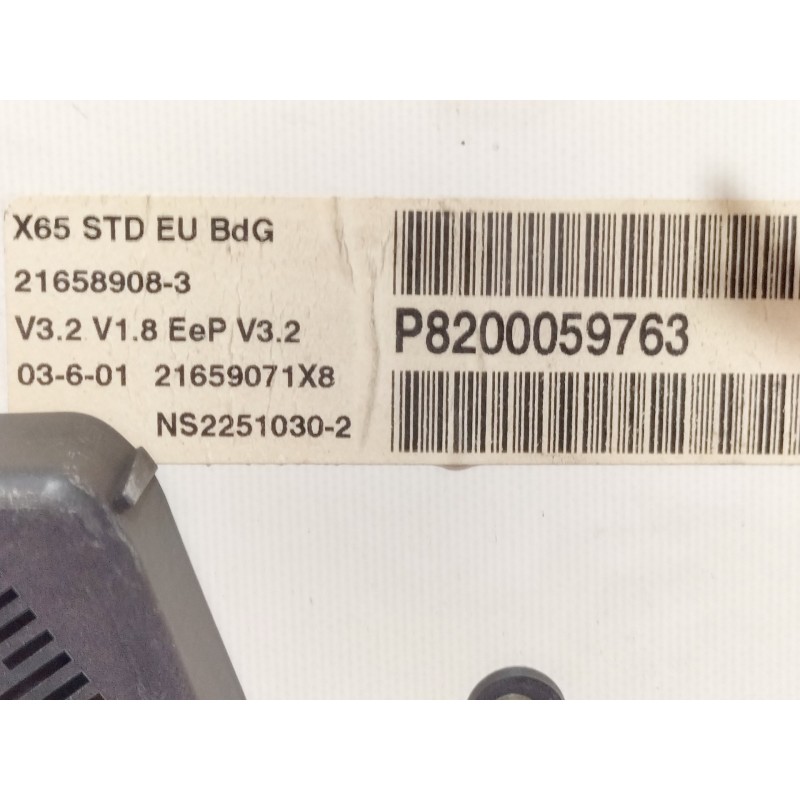 X65 STD EU BdG
21658908-3
V3.2 V1.8 EeP V3.2
03-6-01 21659071X8
NS2251030-2
P8200059763